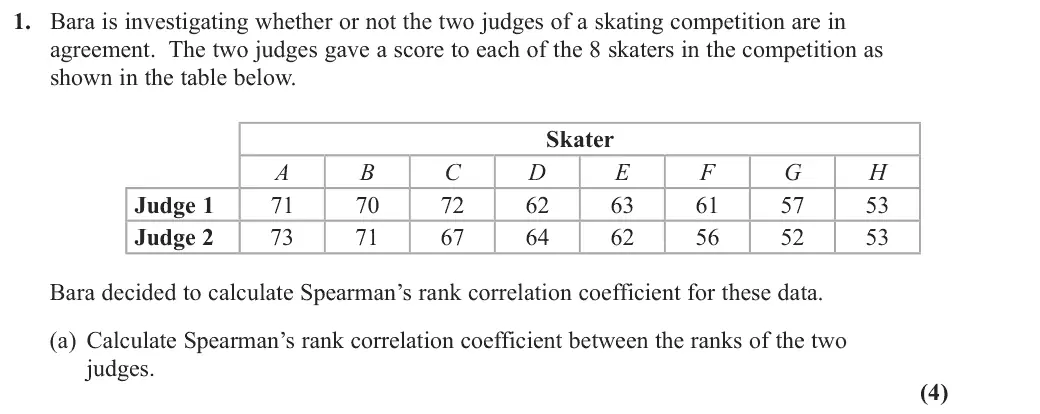 1. Bara is investigating whether or not the two judges of a skating competition are in
agreement. The two judges gave a score to each of the 8 skaters in the competition as
shown in the table below.
Skater
A B C D E F G H
Judge 1 71 70 72 62 63 61 57 53
Judge 2 73 71 67 64 62 56 52 53
Bara decided to calculate Spearman's rank correlation coefficient for these data.
(a) Calculate Spearman's rank correlation coefficient between the ranks of the two
judges.
(4)